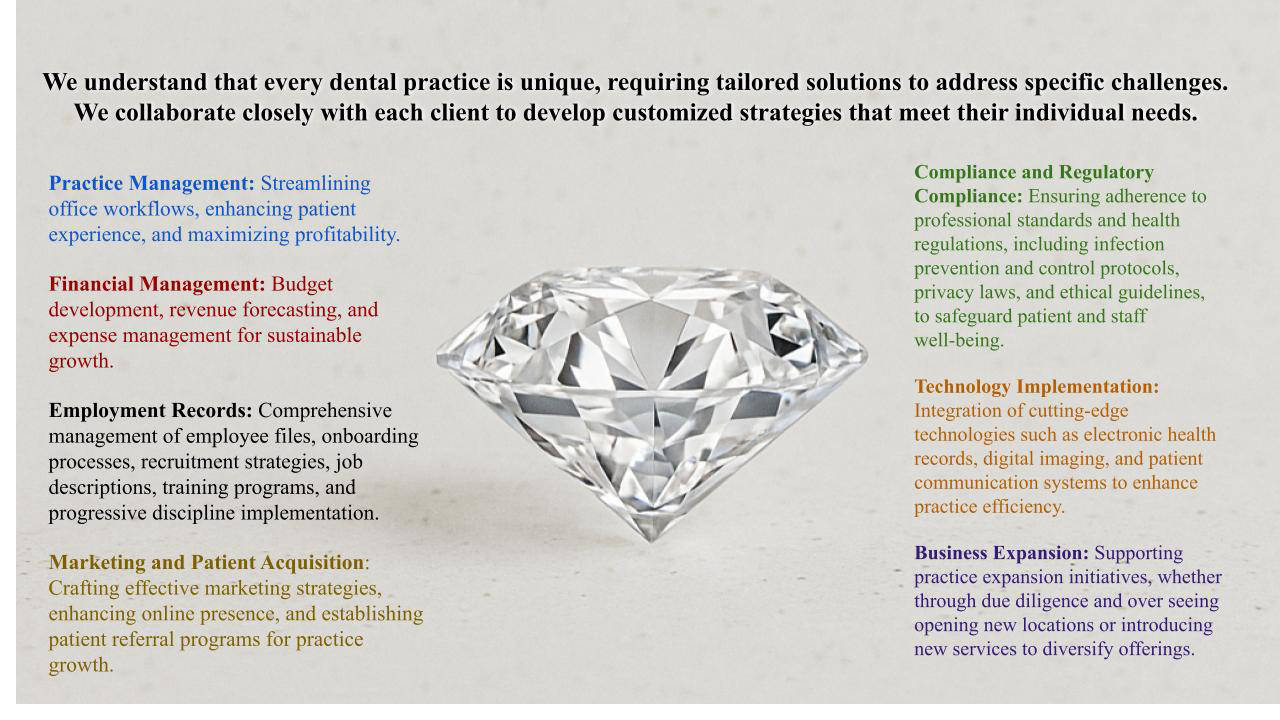 We understand that every dental practice is unique, requiring tailored solutions to address specific challenges.
We collaborate closely with each client to develop customized strategies that meet their individual needs.
Practice Management: Streamlining
office workflows, enhancing patient
experience, and maximizing profitability.
Financial Management: Budget
development, revenue forecasting, and
expense management for sustainable
growth.
Employment Records: Comprehensive
management of employee files, onboarding
processes, recruitment strategies, job
descriptions, training programs, and
progressive discipline implementation.
Marketing and Patient Acquisition:
Crafting effective marketing strategies,
enhancing online presence, and establishing
patient referral programs for practice
growth.
Compliance and Regulatory
Compliance: Ensuring adherence to
professional standards and health
regulations, including infection
prevention and control protocols,
privacy laws, and ethical guidelines,
to safeguard patient and staff
well-being.
Technology Implementation:
Integration of cutting-edge
technologies such as electronic health
records, digital imaging, and patient
communication systems to enhance
practice efficiency.
Business Expansion: Supporting
practice expansion initiatives, whether
through due diligence and over seeing
opening new locations or introducing
new services to diversify offerings.